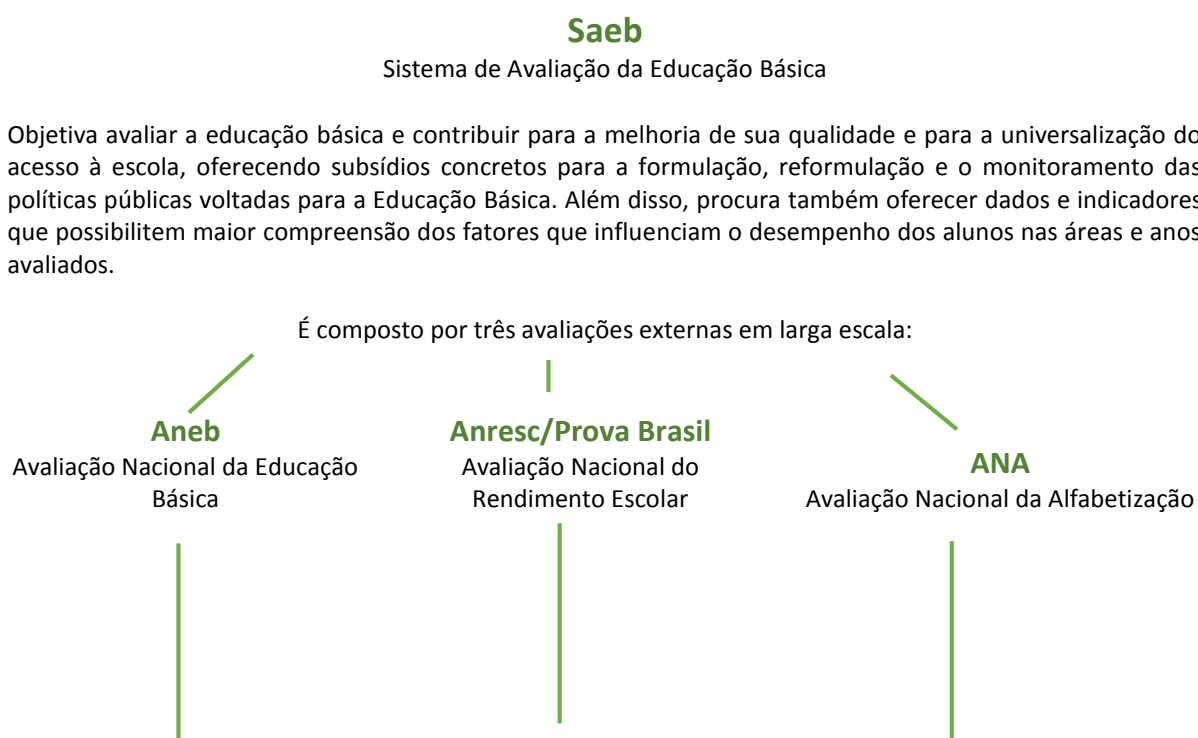 Saeb
Sistema de Avaliação da Educação Básica
Objetiva avaliar a educação básica e contribuir para a melhoria de sua qualidade e para a universalização do
acesso à escola, oferecendo subsídios concretos para a formulação, reformulação e o monitoramento das
políticas públicas voltadas para a Educação Básica. Além disso, procura também oferecer dados e indicadores
que possibilitem maior compreensão dos fatores que influenciam o desempenho dos alunos nas áreas e anos
avaliados.
É composto por três avaliações externas em larga escala:
Aneb
Avaliação Nacional da Educação
Básica
Anresc/Prova Brasil
Avaliação Nacional do
Rendimento Escolar
ANA
Avaliação Nacional da Alfabetização